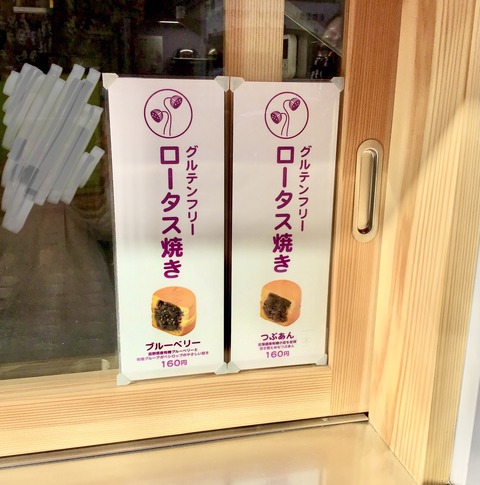 グルテンフリー
ロータス焼き
ブルーベリー
160円
グルテンフリー
ロータス焼き
つぶあん
160円